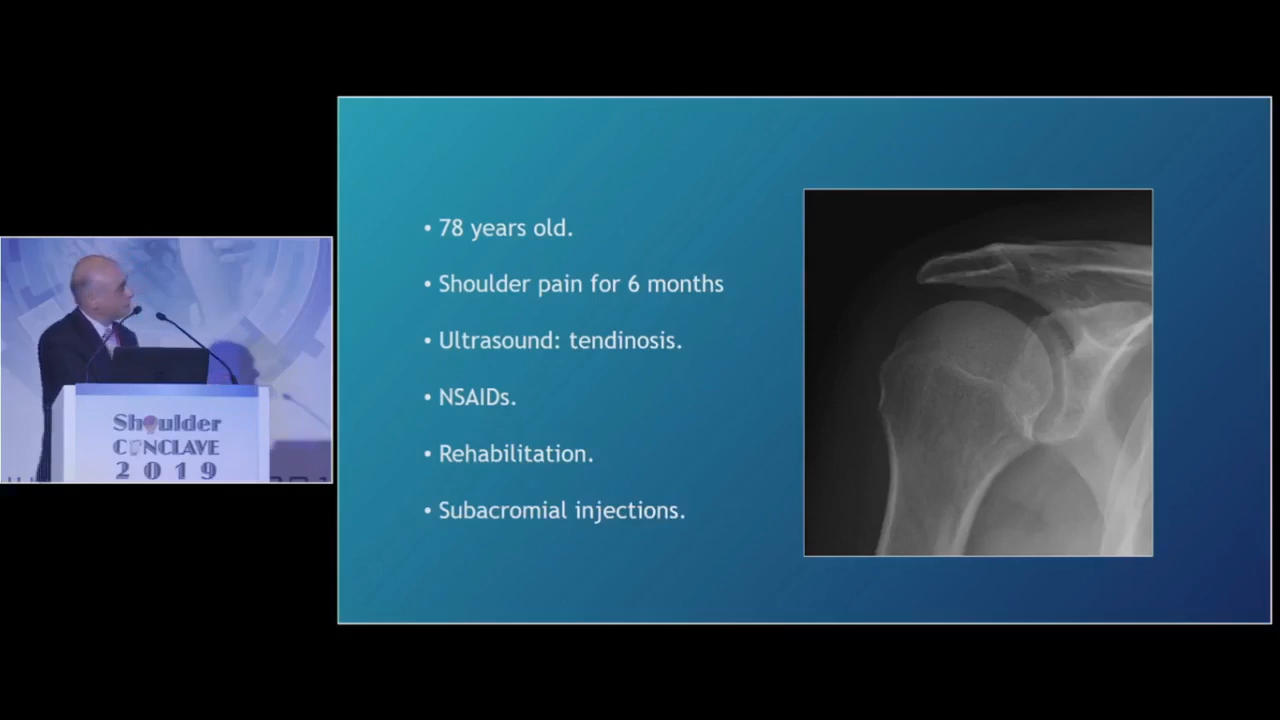 • 78 years old.
• Shoulder pain for 6 months
• Ultrasound: tendinosis.
• NSAIDs.
• Rehabilitation.
• Subacromial injections.
Shoulder
CONCLAVE
2019